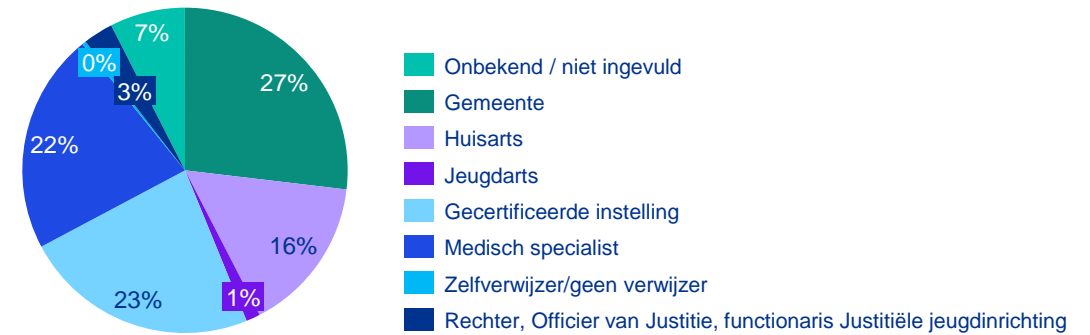 7%
27%
0%
3%
22%
16%
1%
23%
Onbekend / niet ingevuld
Gemeente
Huisarts
Jeugdarts
Gecertificeerde instelling
Medisch specialist
Zelfverwijzer/geen verwijzer
Rechter, Officier van Justitie, functionaris Justitiële jeugdinrichting